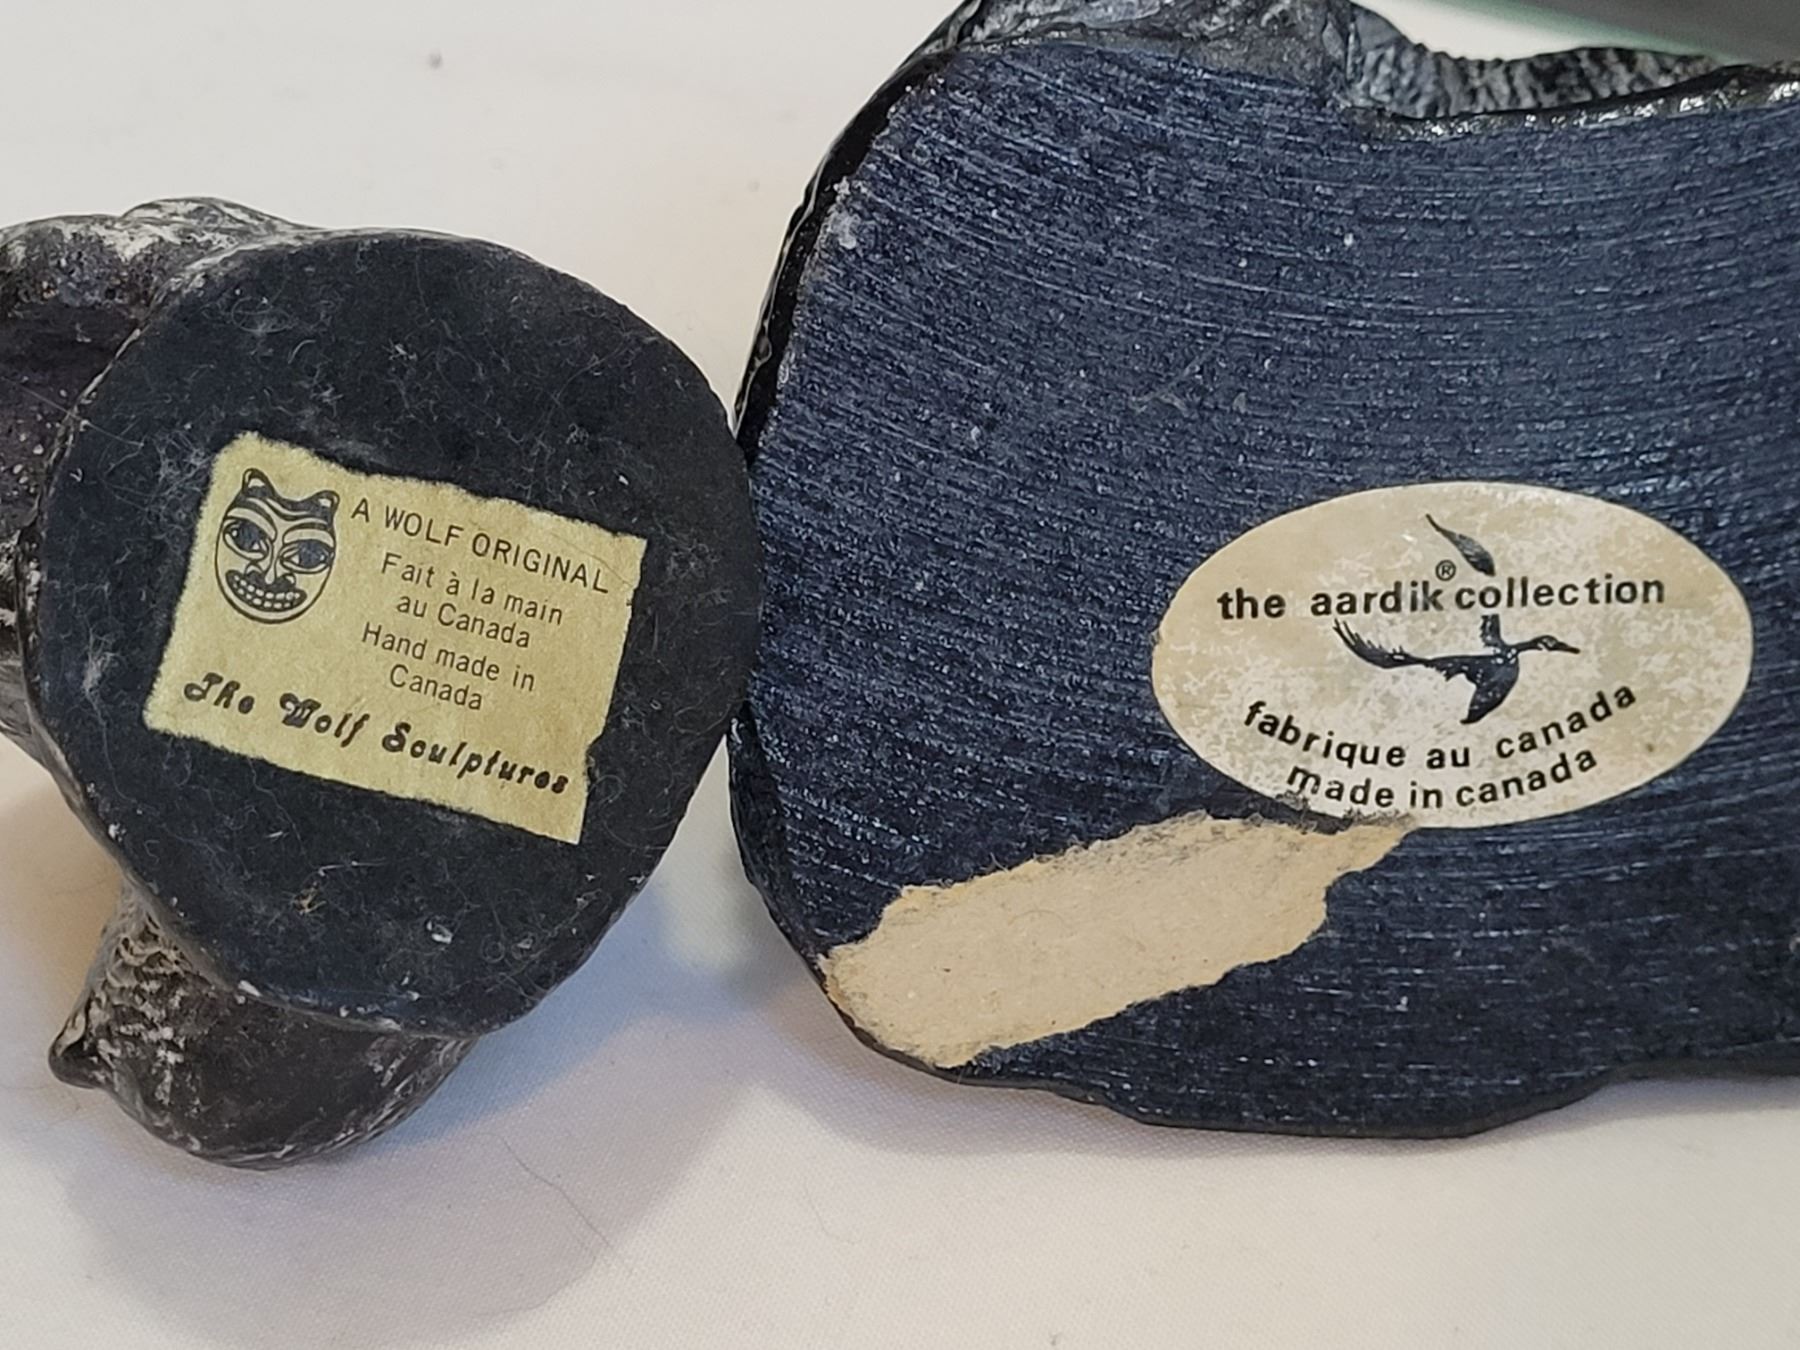 A WOLF ORIGINAL
Fait à la main
au Canada
Hand made in
Canada
The Wolf Sculptures
the aardik® collection
fabrique au canada
made in canada